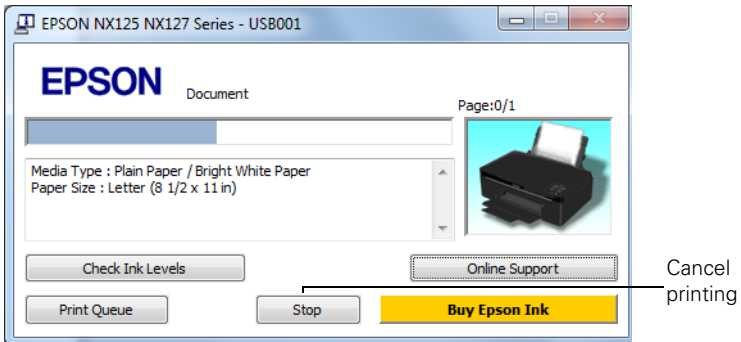 EPSON NX125 NX127 Series - USB001
EPSON
Document
Page:0/1
Media Type : Plain Paper / Bright White Paper
Paper Size : Letter (8 1/2 x 11 in)
Check Ink Levels
Online Support
Print Queue
Stop
Buy Epson Ink
Cancel
printing